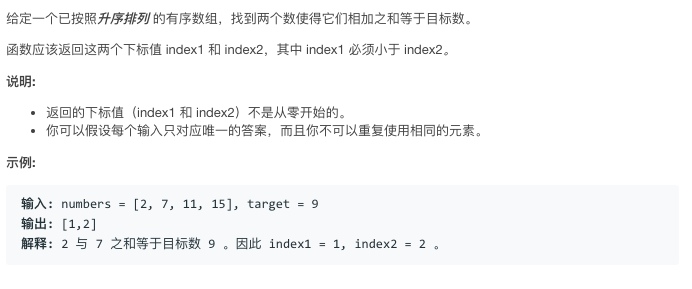 给定一个已按照升序排列 的有序数组，找到两个数使得它们相加之和等于目标数。
函数应该返回这两个下标值 index1 和 index2，其中 index1 必须小于 index2。
说明:
• 返回的下标值（index1 和 index2）不是从零开始的。
• 你可以假设每个输入只对应唯一的答案，而且你不可以重复使用相同的元素。
示例:
输入: numbers = [2, 7, 11, 15], target = 9
输出: [1,2]
解释: 2 与 7 之和等于目标数 9 。因此 index1 = 1, index2 = 2 。